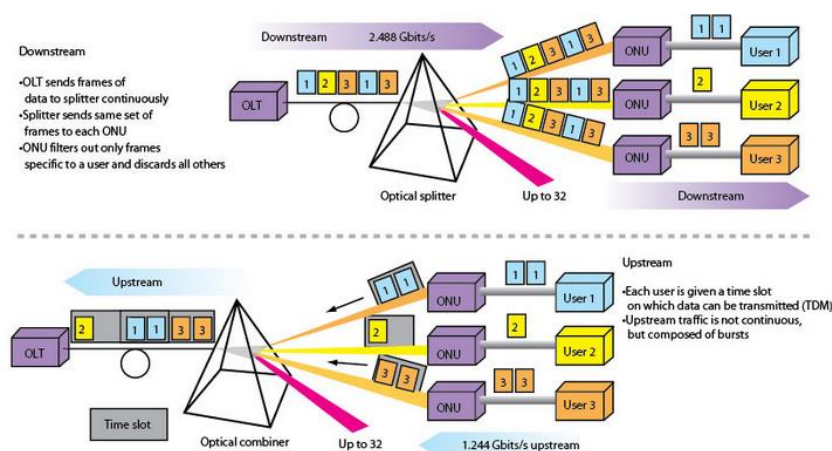 Downstream
•OLT sends frames of
data to splitter continuously
•Splitter sends same set of
frames to each ONU
•ONU filters out only frames
specific to a user and discards all others
Downstream 2.488 Gbits/s
OLT
1 2 3 1 3
Optical splitter
1 2 3 1 3
1 2 3 1 3
1 2 3 1 3
Up to 32
ONU
1 1
User 1
ONU
2
User 2
ONU
3 3
User 3
Downstream
Upstream
OLT
2 1 1 3 3
Time slot
Optical combiner
1 1
2
3 3
Up to 32
ONU
1 1
User 1
ONU
2
User 2
ONU
3 3
User 3
1.244 Gbits/s upstream
Upstream
•Each user is given a time slot
on which data can be transmitted (TDM)
•Upstream traffic is not continuous,
but composed of bursts